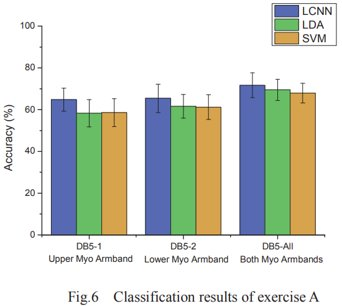 LCNN
LDA
SVM
100
80
60
40
20
0
Accuracy (%)
DB5-1
Upper Myo Armband
DB5-2
Lower Myo Armband
DB5-All
Both Myo Armbands
Fig.6 Classification results of exercise A